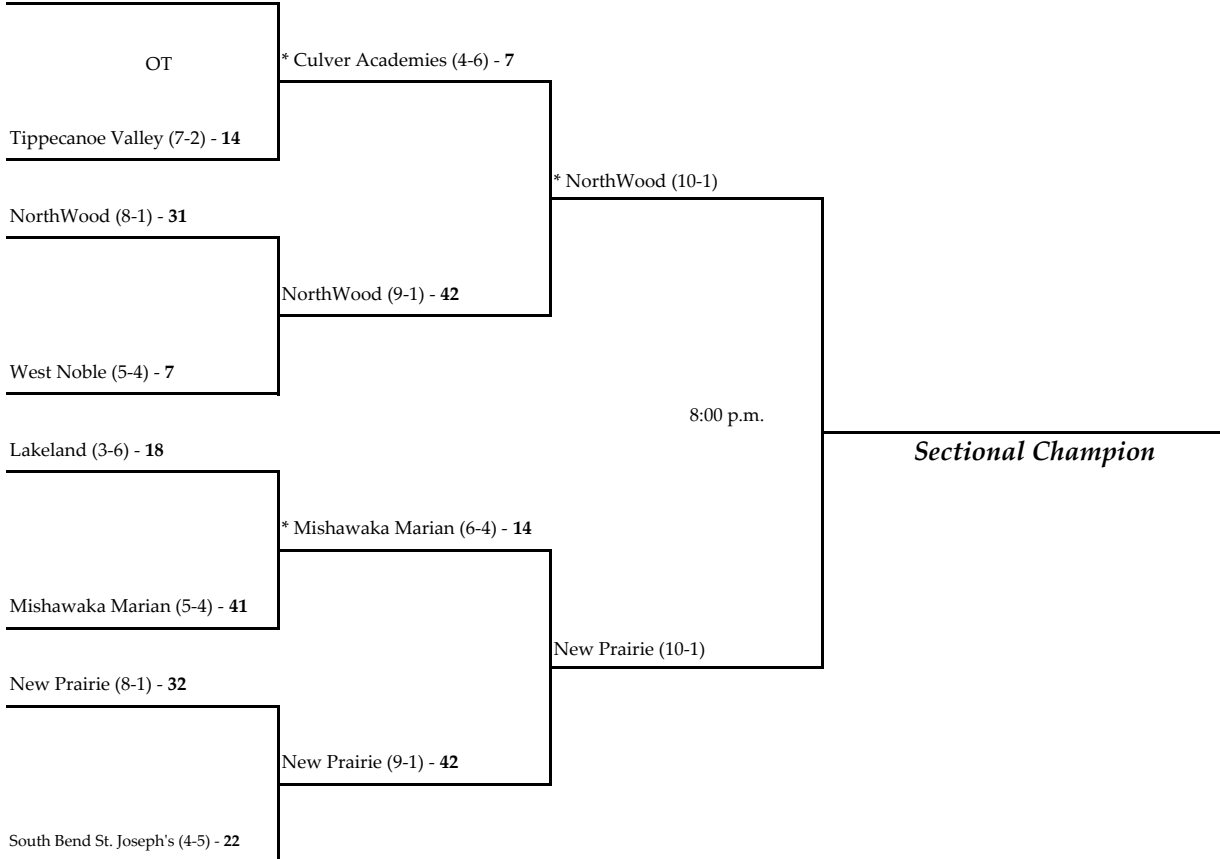 OT
* Culver Academies (4-6) - 7
Tippecanoe Valley (7-2) - 14
* NorthWood (10-1)
NorthWood (8-1) - 31
NorthWood (9-1) - 42
West Noble (5-4) - 7
8:00 p.m.
Sectional Champion
Lakeland (3-6) - 18
* Mishawaka Marian (6-4) - 14
Mishawaka Marian (5-4) - 41
New Prairie (10-1)
New Prairie (8-1) - 32
New Prairie (9-1) - 42
South Bend St. Joseph's (4-5) - 22